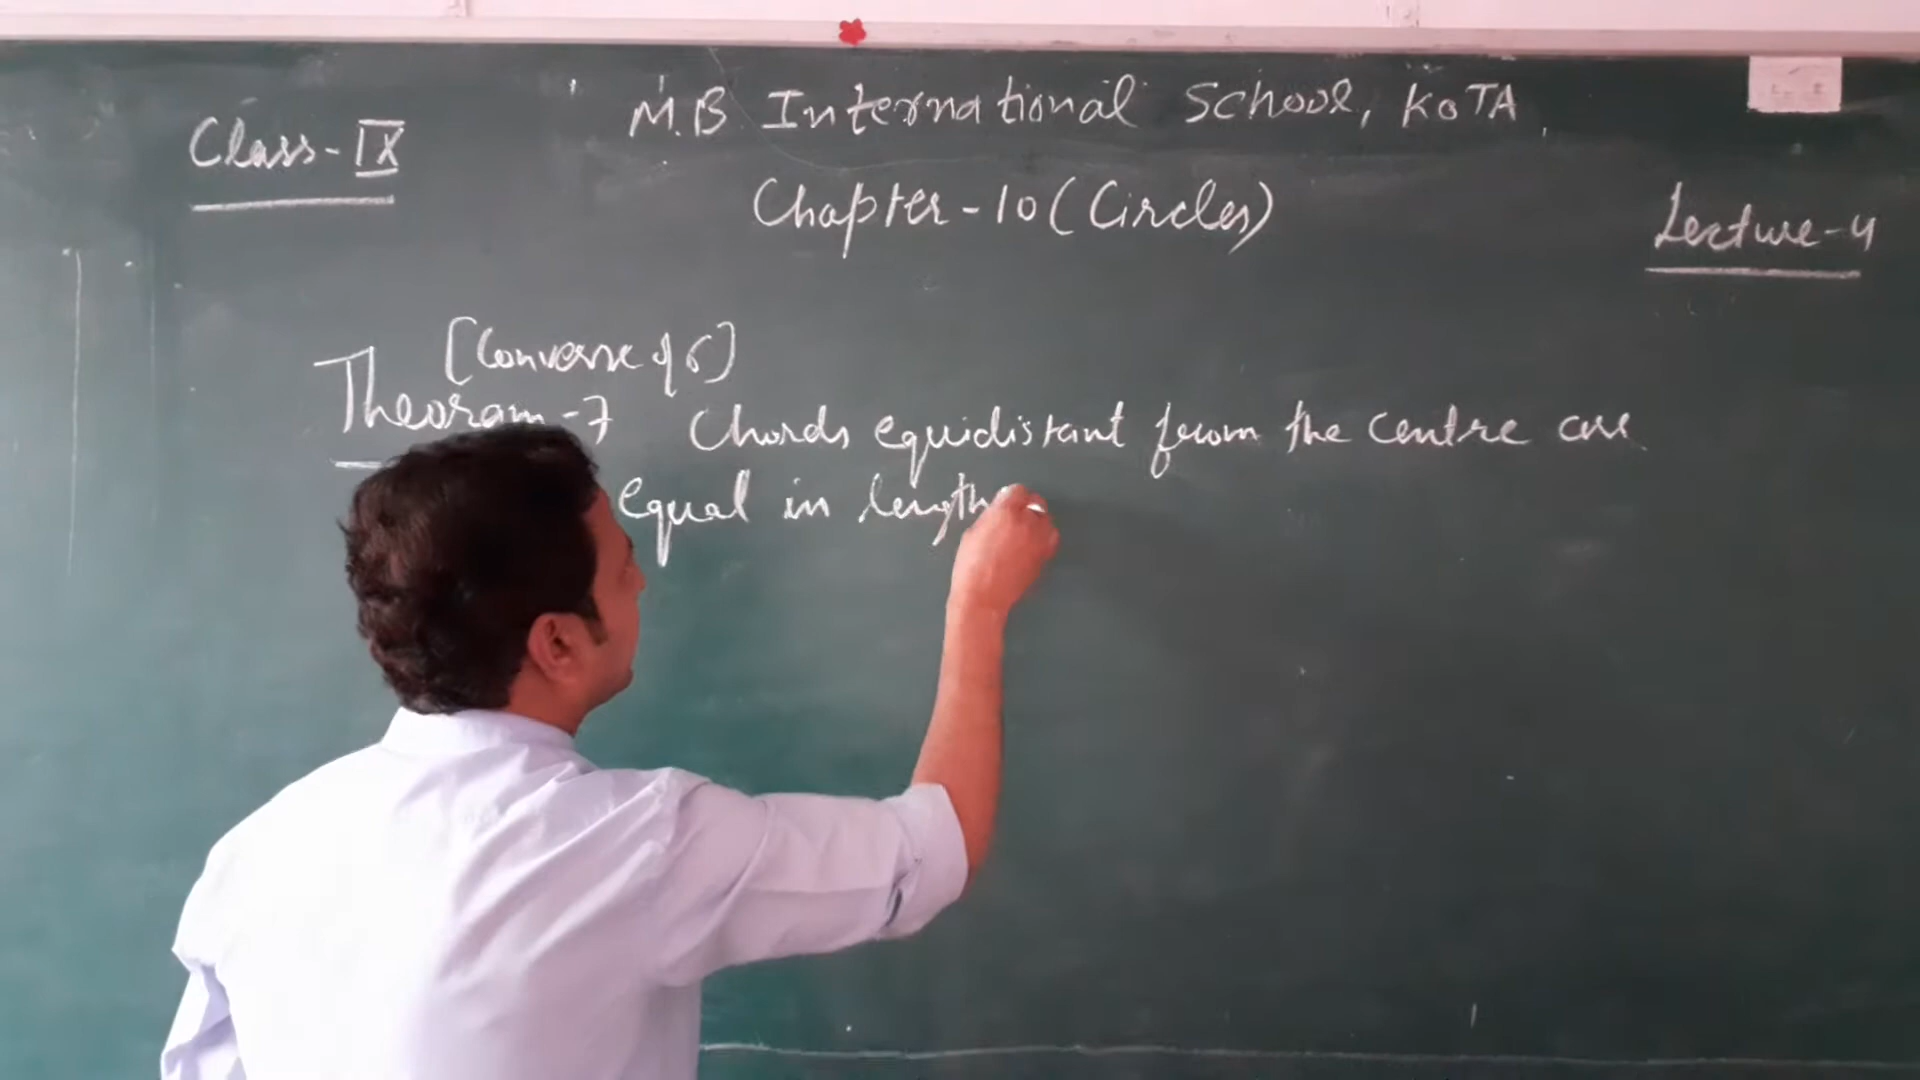 M.B International School, KOTA
Class-IX
Chapter-10 (Circles)
Lecture-4
[Converse of 6]
Theoram-7 Chords equidistant from the centre are
equal in length